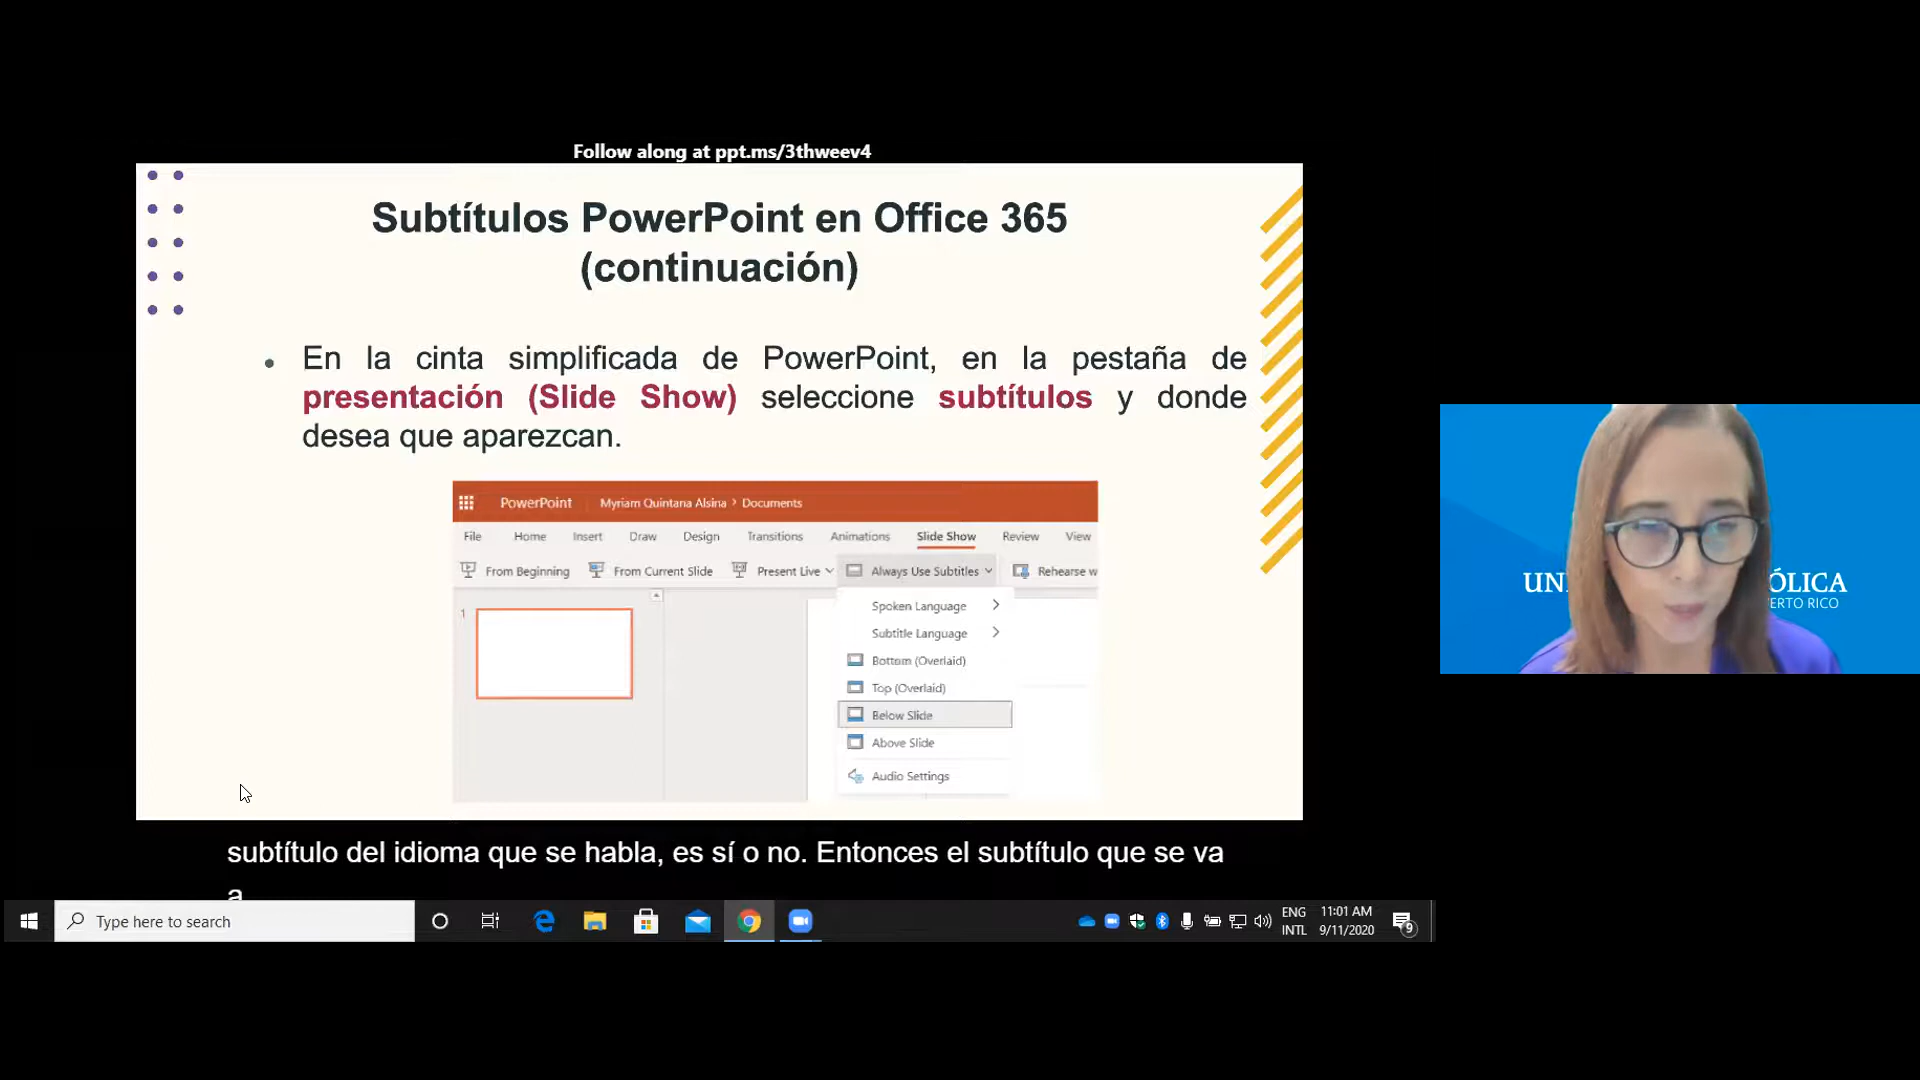 Follow along at ppt.ms/3thweev4
Subtítulos PowerPoint en Office 365
(continuación)
• En la cinta simplificada de PowerPoint, en la pestaña de
presentación (Slide Show) seleccione subtítulos y donde
desea que aparezcan.
PowerPoint Myriam Quintana Alsina > Documents
File Home Insert Draw Design Transitions Animations Slide Show Review View
From Beginning From Current Slide Present Live Always Use Subtitles Rehearse w
1
Spoken Language
Subtitle Language
Bottom (Overlaid)
Top (Overlaid)
Below Slide
Above Slide
Audio Settings
UN ÓLICA
ERTO RICO
subtítulo del idioma que se habla, es sí o no. Entonces el subtítulo que se va
a
Type here to search
ENG
INTL
11:01 AM
9/11/2020
9